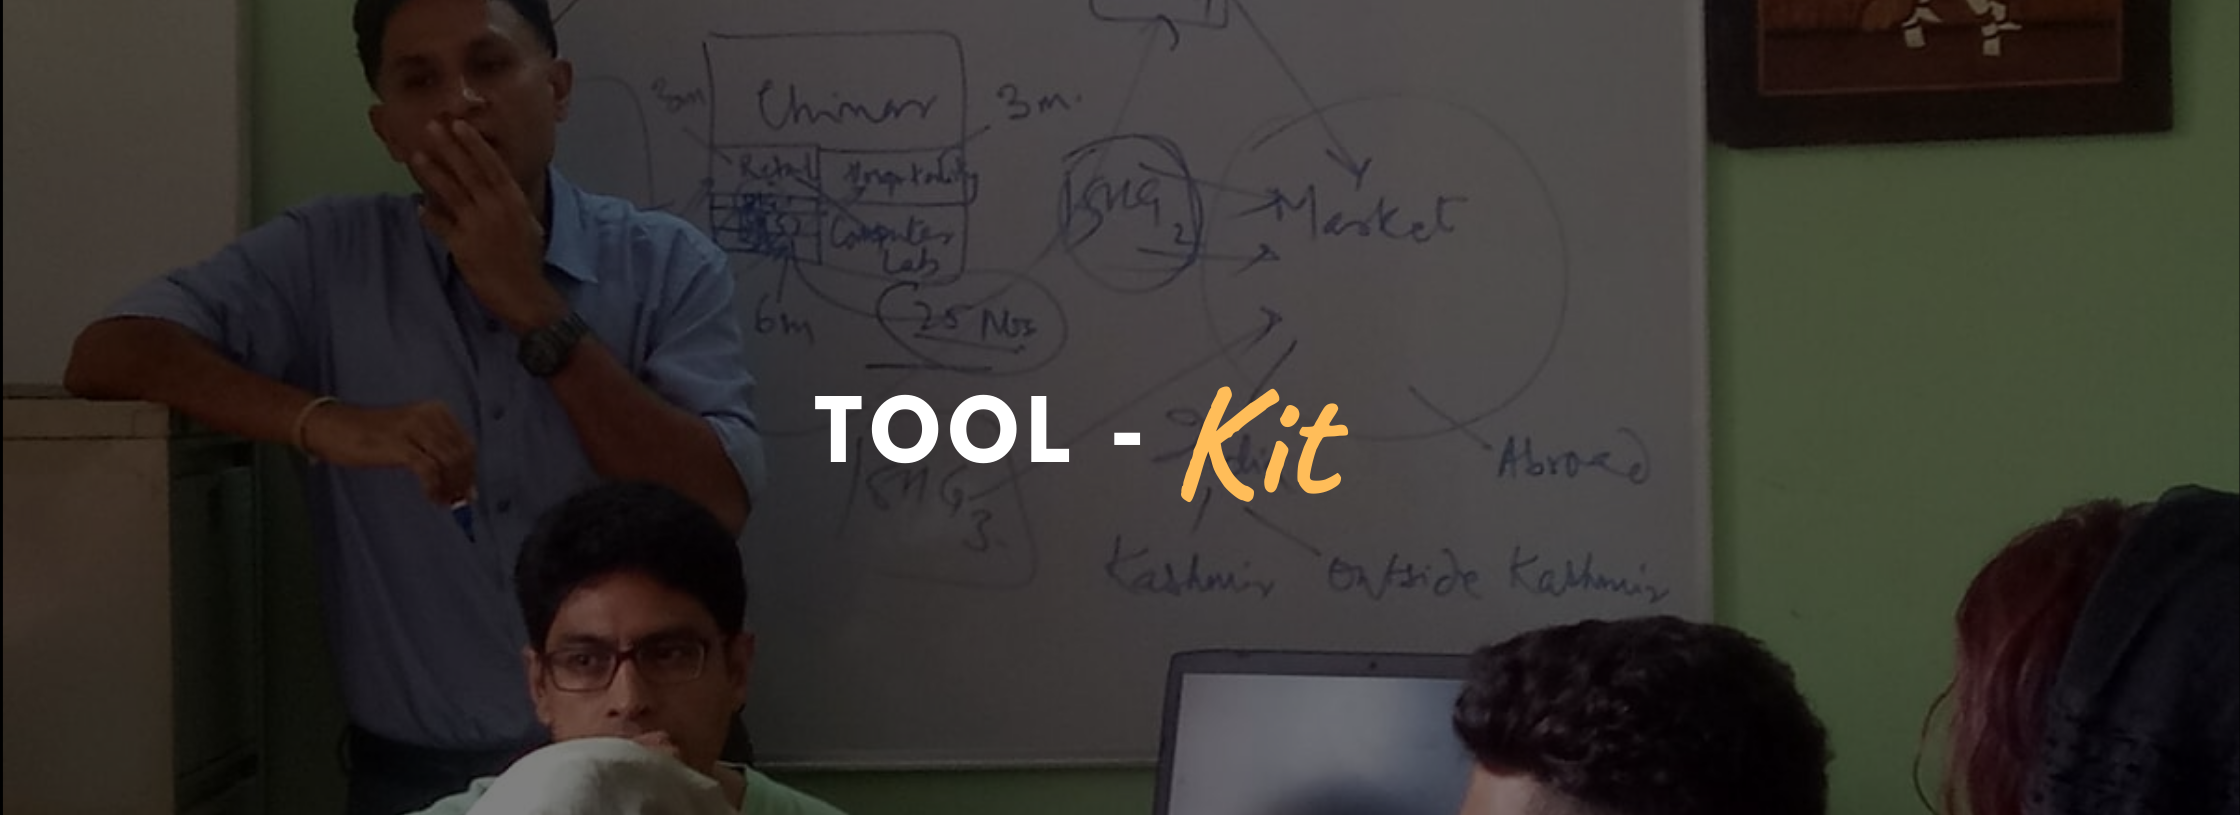 Chinar
30m
3m.
Retail Hospitality
SHG 2
Market
Computer
Lab
6m
25 Nos
TOOL - Kit
Abroad
SHG 3.
Kashmir
Outside Kashmir